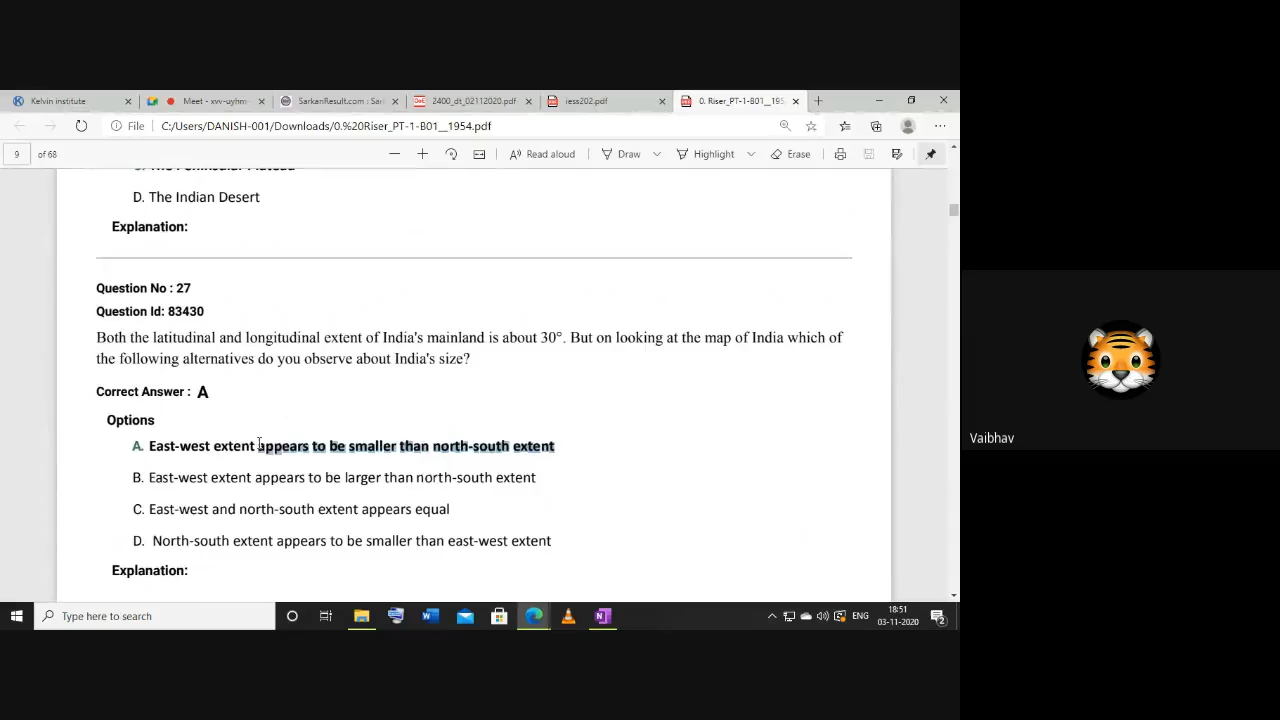 Kelvin institute
Meet - xvv-uyhm-
SarkariResult.com : Sar
2400_dt_02112020.pdf
iess202.pdf
0. Riser_PT-1-B01__195
File
C:/Users/DANISH-001/Downloads/0.%20Riser_PT-1-B01__1954.pdf
9 of 68
Read aloud
Draw
Highlight
Erase
C. The Peninsular Plateau
D. The Indian Desert
Explanation:
Question No : 27
Question Id: 83430
Both the latitudinal and longitudinal extent of India's mainland is about 30°. But on looking at the map of India which of
the following alternatives do you observe about India's size?
Correct Answer : A
Options
A. East-west extent appears to be smaller than north-south extent
B. East-west extent appears to be larger than north-south extent
C. East-west and north-south extent appears equal
D. North-south extent appears to be smaller than east-west extent
Explanation:
Vaibhav
Type here to search
ENG
18:51
03-11-2020
2